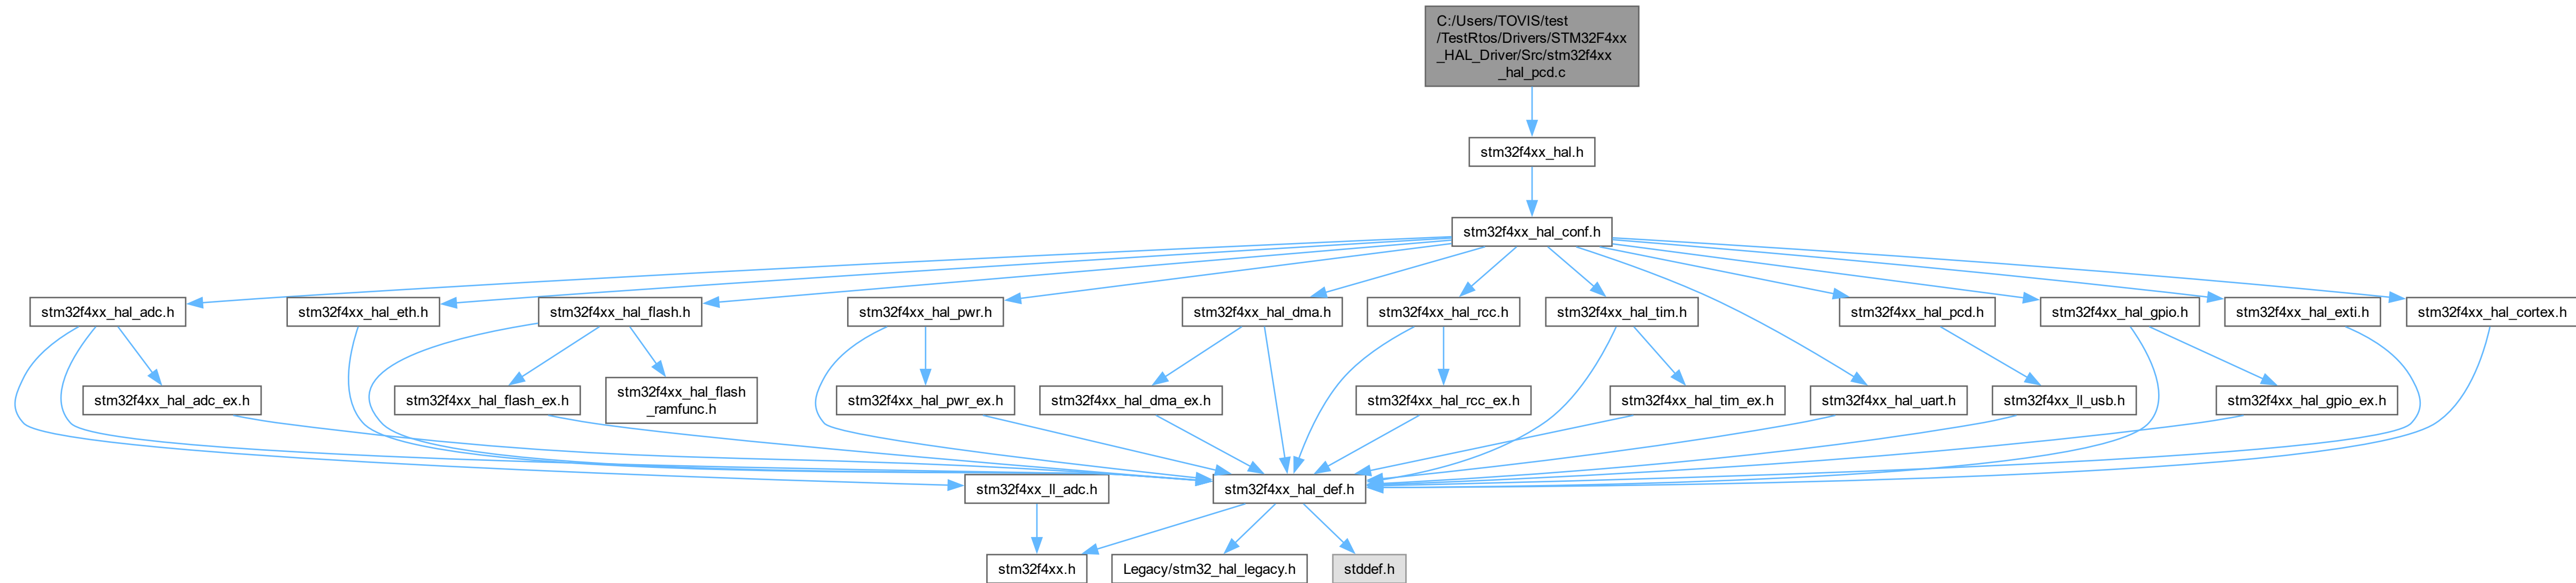 C:/Users/TOVIS/test
/TestRtos/Drivers/STM32F4xx
_HAL_Driver/Src/stm32f4xx
_hal_pcd.c
stm32f4xx_hal.h
stm32f4xx_hal_conf.h
stm32f4xx_hal_adc.h
stm32f4xx_hal_eth.h
stm32f4xx_hal_flash.h
stm32f4xx_hal_pwr.h
stm32f4xx_hal_dma.h
stm32f4xx_hal_rcc.h
stm32f4xx_hal_tim.h
stm32f4xx_hal_pcd.h
stm32f4xx_hal_gpio.h
stm32f4xx_hal_exti.h
stm32f4xx_hal_cortex.h
stm32f4xx_hal_adc_ex.h
stm32f4xx_hal_flash_ex.h
stm32f4xx_hal_flash
_ramfunc.h
stm32f4xx_hal_pwr_ex.h
stm32f4xx_hal_dma_ex.h
stm32f4xx_hal_rcc_ex.h
stm32f4xx_hal_tim_ex.h
stm32f4xx_hal_uart.h
stm32f4xx_ll_usb.h
stm32f4xx_hal_gpio_ex.h
stm32f4xx_ll_adc.h
stm32f4xx_hal_def.h
stm32f4xx.h
Legacy/stm32_hal_legacy.h
stddef.h